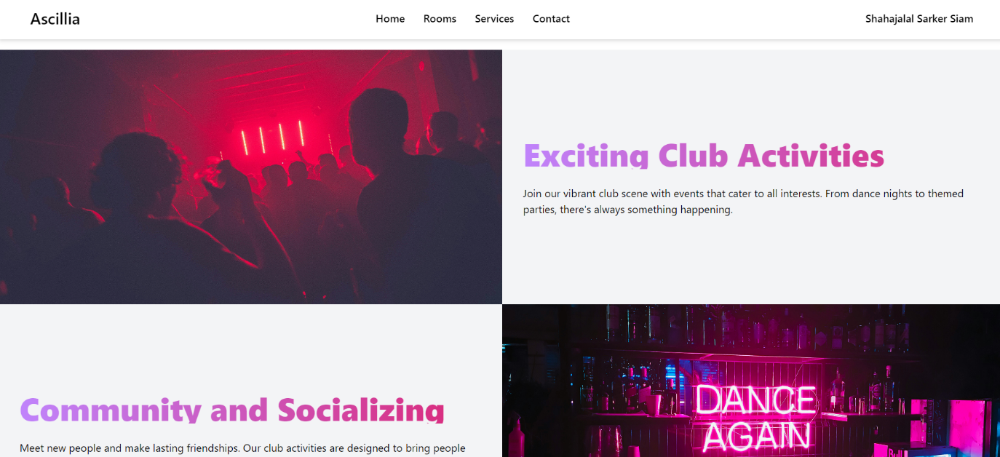 Ascillia
Home Rooms Services Contact
Shahajalal Sarker Siam
Exciting Club Activities
Join our vibrant club scene with events that cater to all interests. From dance nights to themed
parties, there's always something happening.
Community and Socializing
Meet new people and make lasting friendships. Our club activities are designed to bring people
DANCE
AGAIN